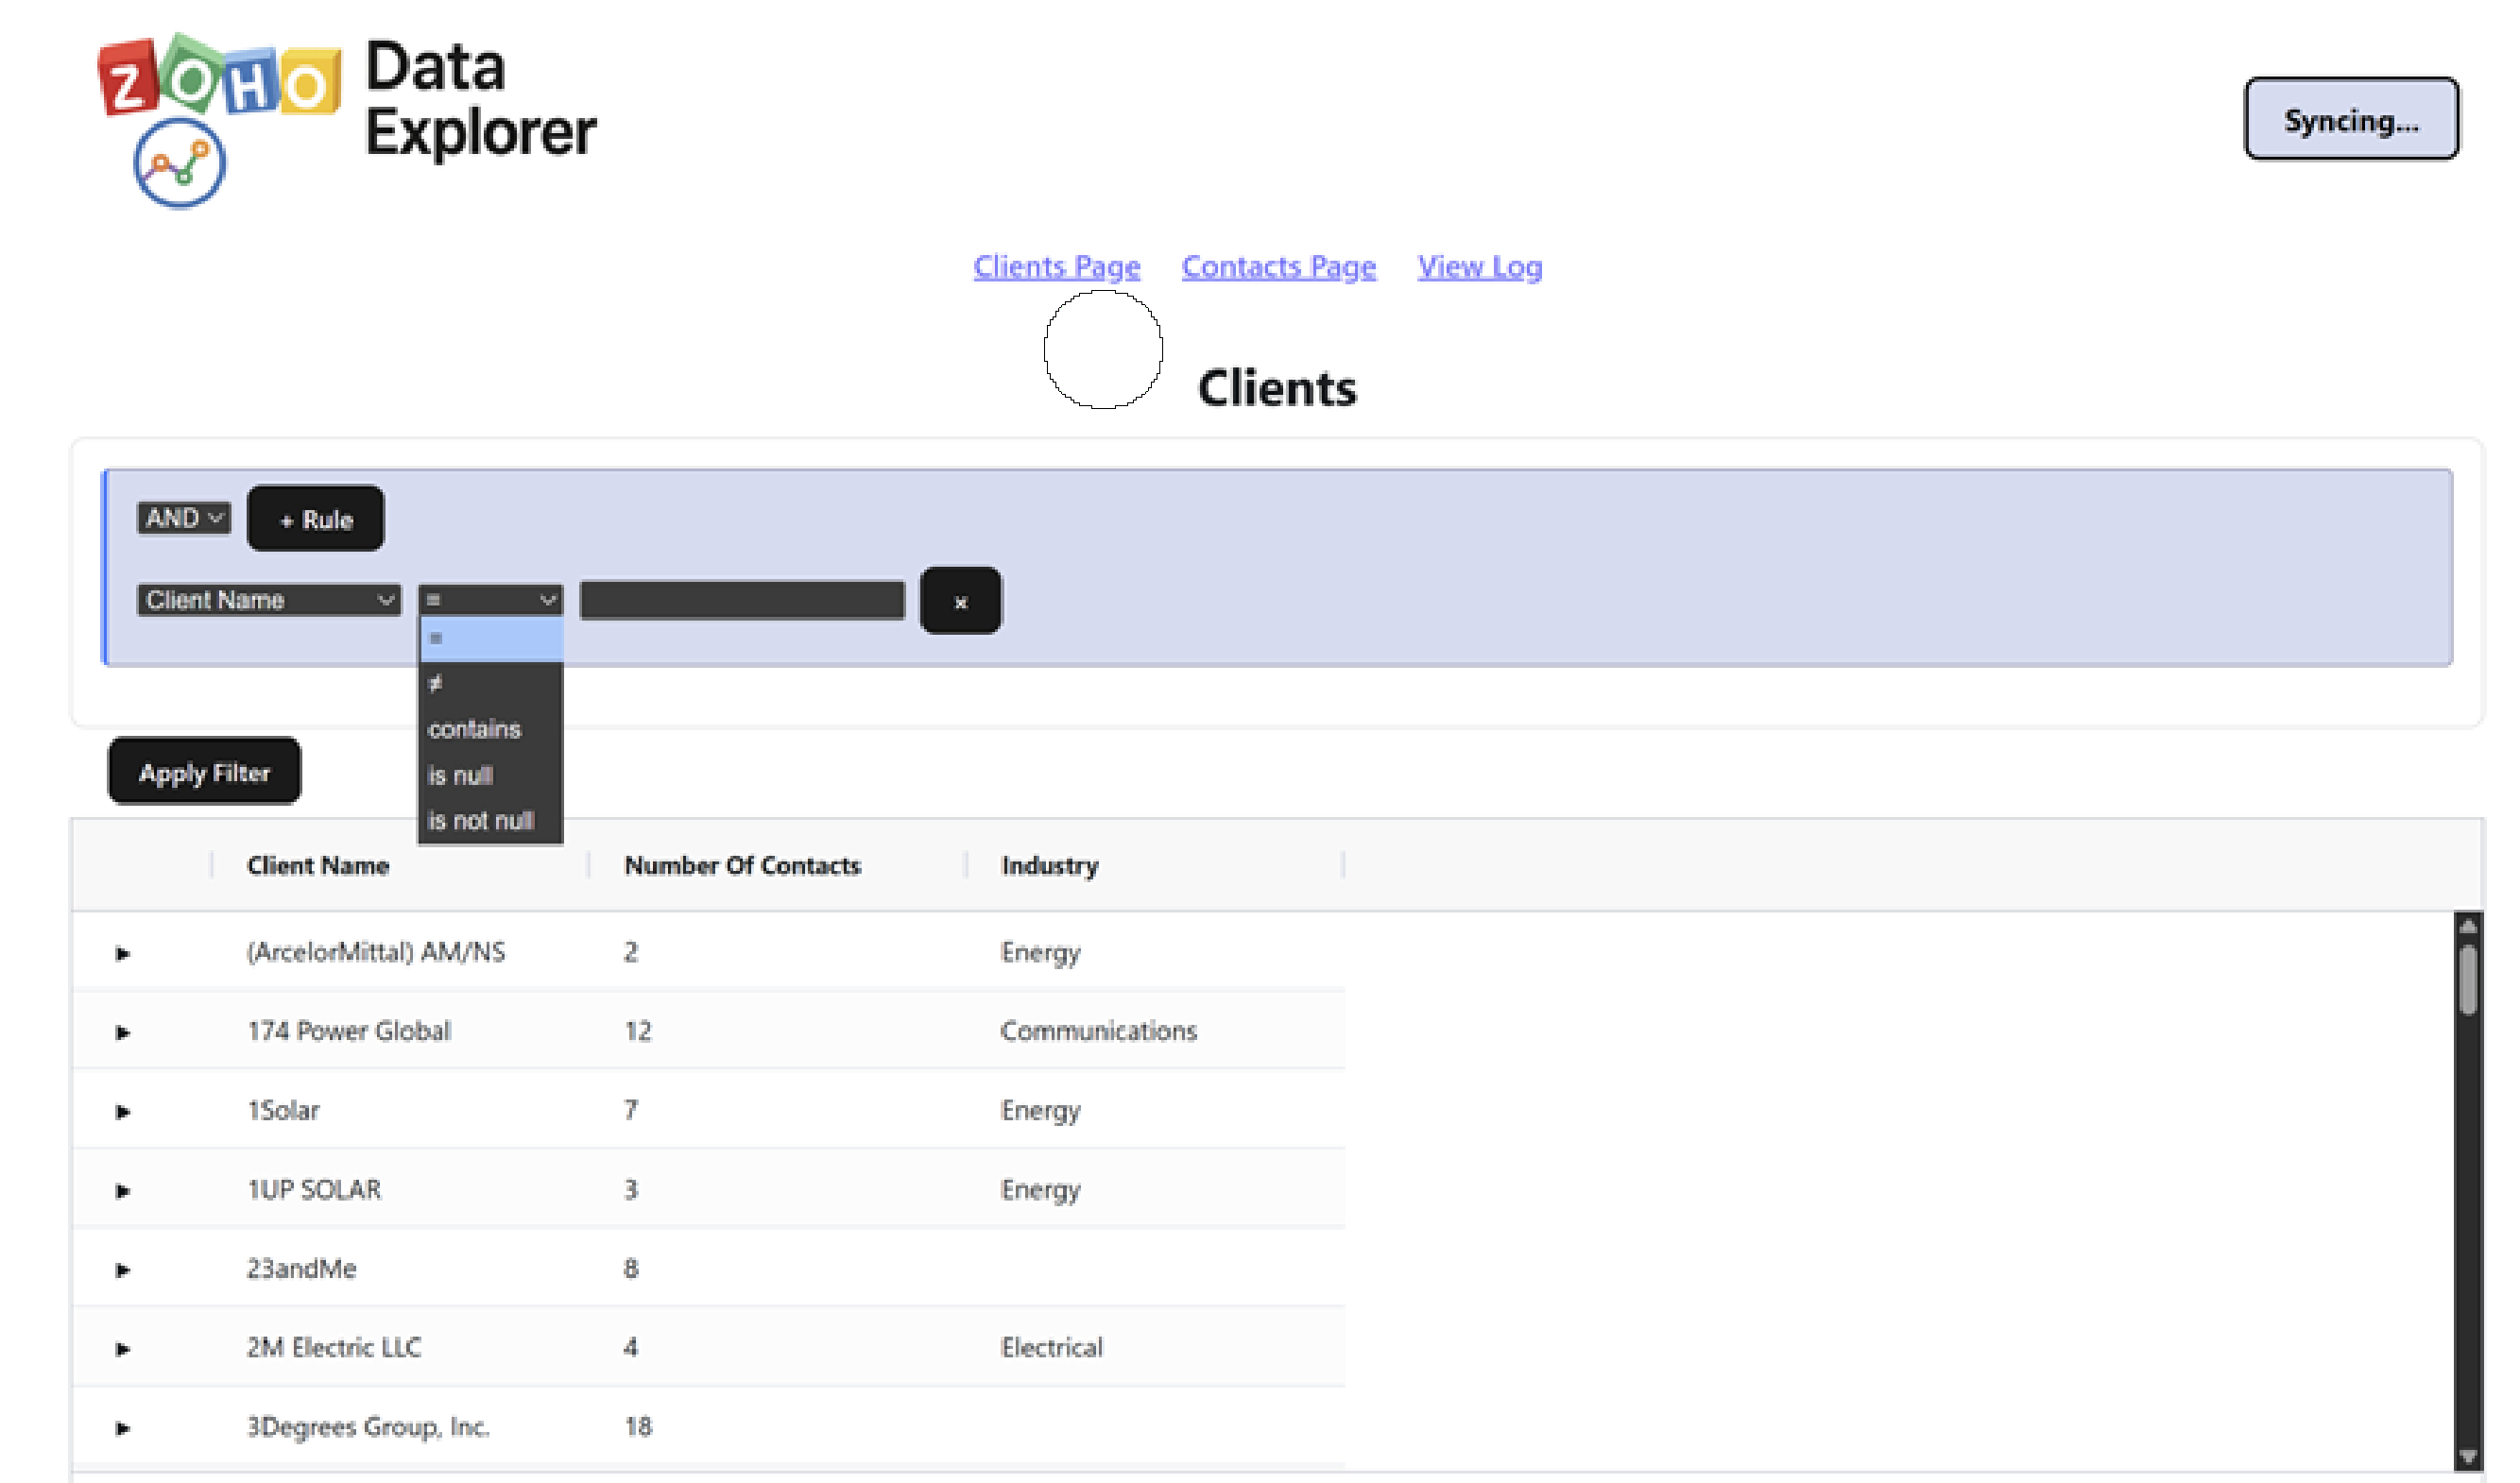 ZOHO Data
Explorer
Syncing...
Clients Page Contacts Page View Log
Clients
AND + Rule
Client Name = ×
=
≠
contains
is null
is not null
Apply Filter
Client Name Number Of Contacts Industry
(ArcelorMittal) AM/NS 2 Energy
174 Power Global 12 Communications
1Solar 7 Energy
1UP SOLAR 3 Energy
23andMe 8
2M Electric LLC 4 Electrical
3Degrees Group, Inc. 18